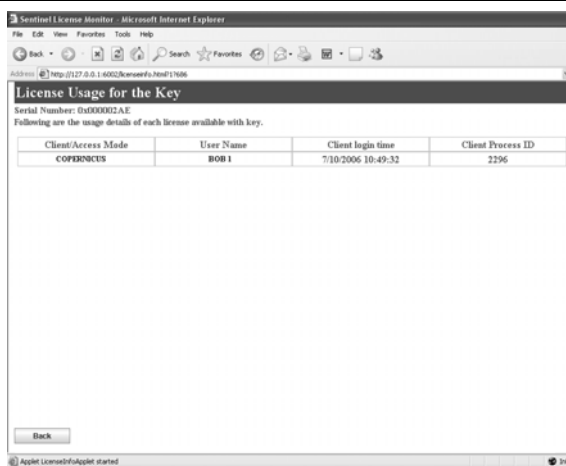 Sentinel License Monitor - Microsoft Internet Explorer
File Edit View Favorites Tools Help
Back Search Favorites
Address http://127.0.0.1:6002/licenseinfo.html?17686
License Usage for the Key
Serial Number: 0x000002AE
Following are the usage details of each license available with key.
Client/Access Mode User Name Client login time Client Process ID
COPERNICUS BOB 1 7/10/2006 10:49:32 2296
Back
Applet LicenseInfoApplet started